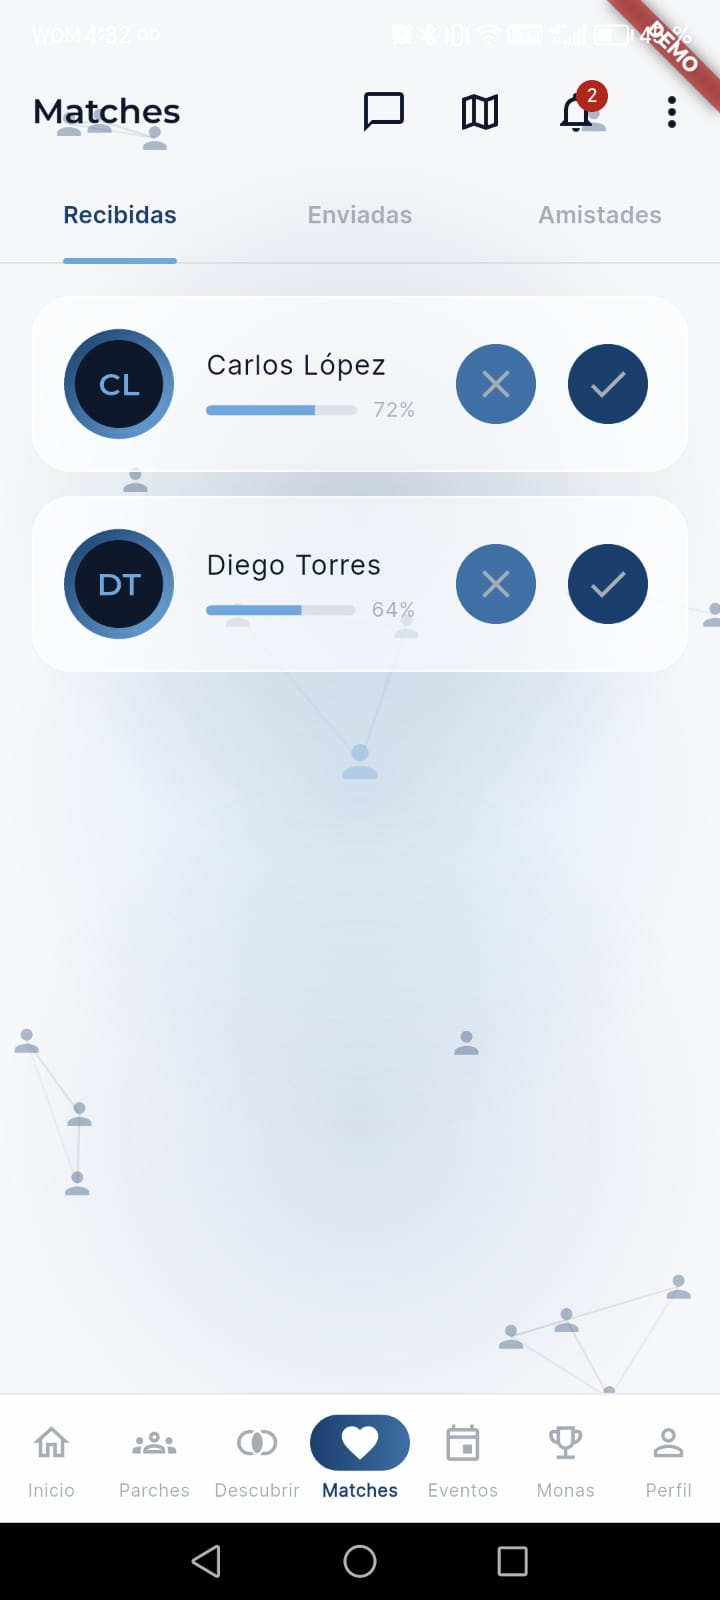 WOM 4:32
DEMO
Matches
2
Recibidas
Enviadas
Amistades
CL
Carlos López
72%
DT
Diego Torres
64%
Inicio
Parches
Descubrir
Matches
Eventos
Monas
Perfil